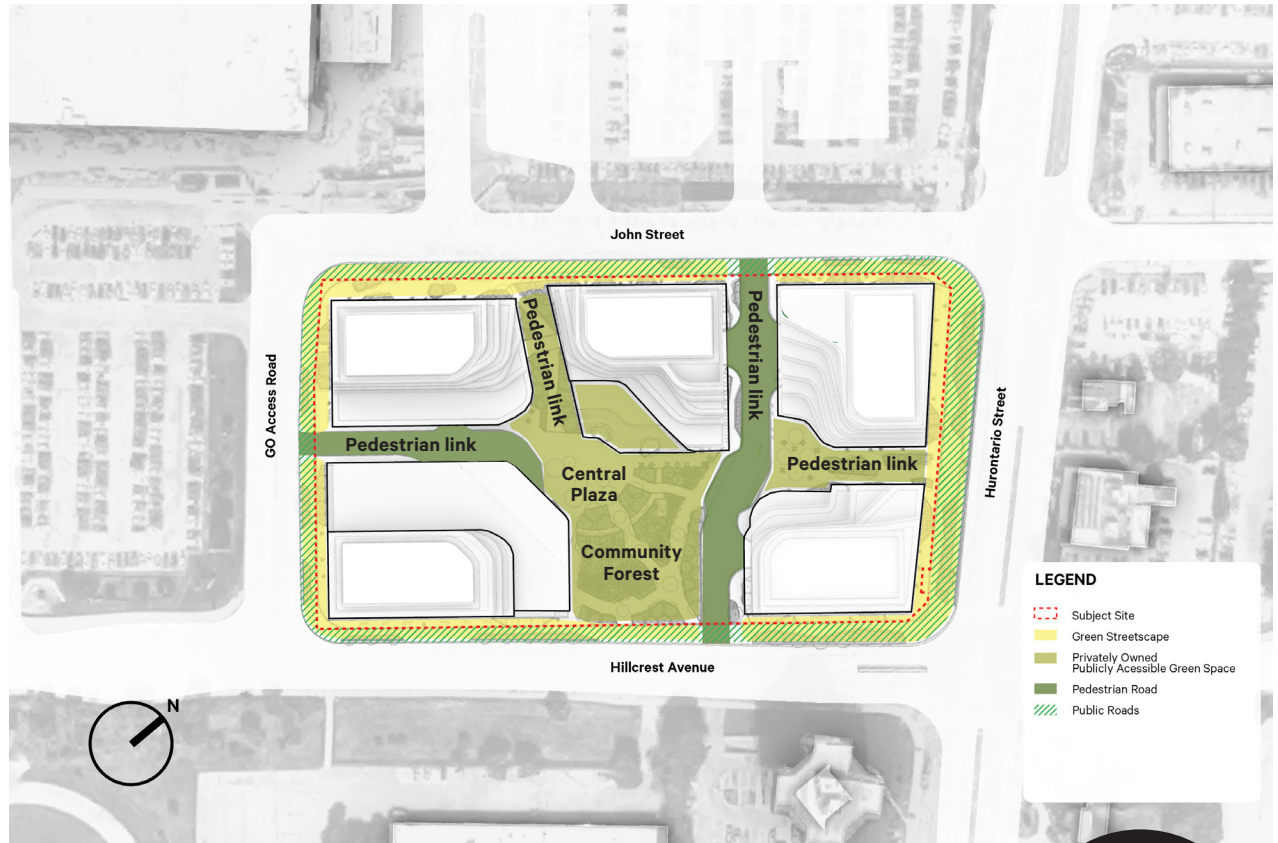 John Street
Pedestrian link
Pedestrian link
GO Access Road
Pedestrian link
Central
Plaza
Pedestrian link
Hurontario Street
Community
Forest
Hillcrest Avenue
N
LEGEND
Subject Site
Green Streetscape
Privately Owned
Publicly Acessible Green Space
Pedestrian Road
Public Roads